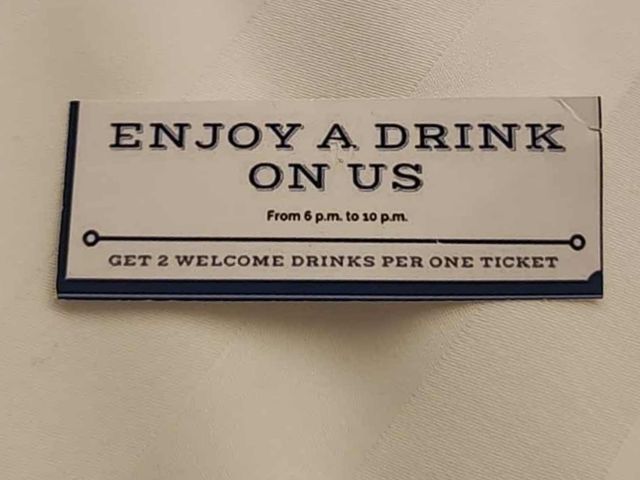 ENJOY A DRINK
ON US
From 6 p.m. to 10 p.m.
GET 2 WELCOME DRINKS PER ONE TICKET